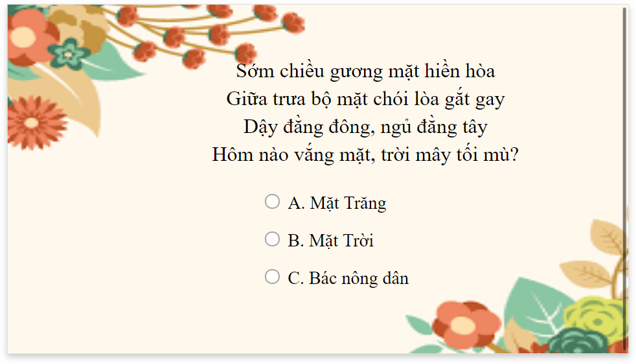 Sớm chiều gương mặt hiền hòa
Giữa trưa bộ mặt chói lòa gắt gay
Dậy đằng đông, ngủ đằng tây
Hôm nào vắng mặt, trời mây tối mù?
A. Mặt Trăng
B. Mặt Trời
C. Bác nông dân